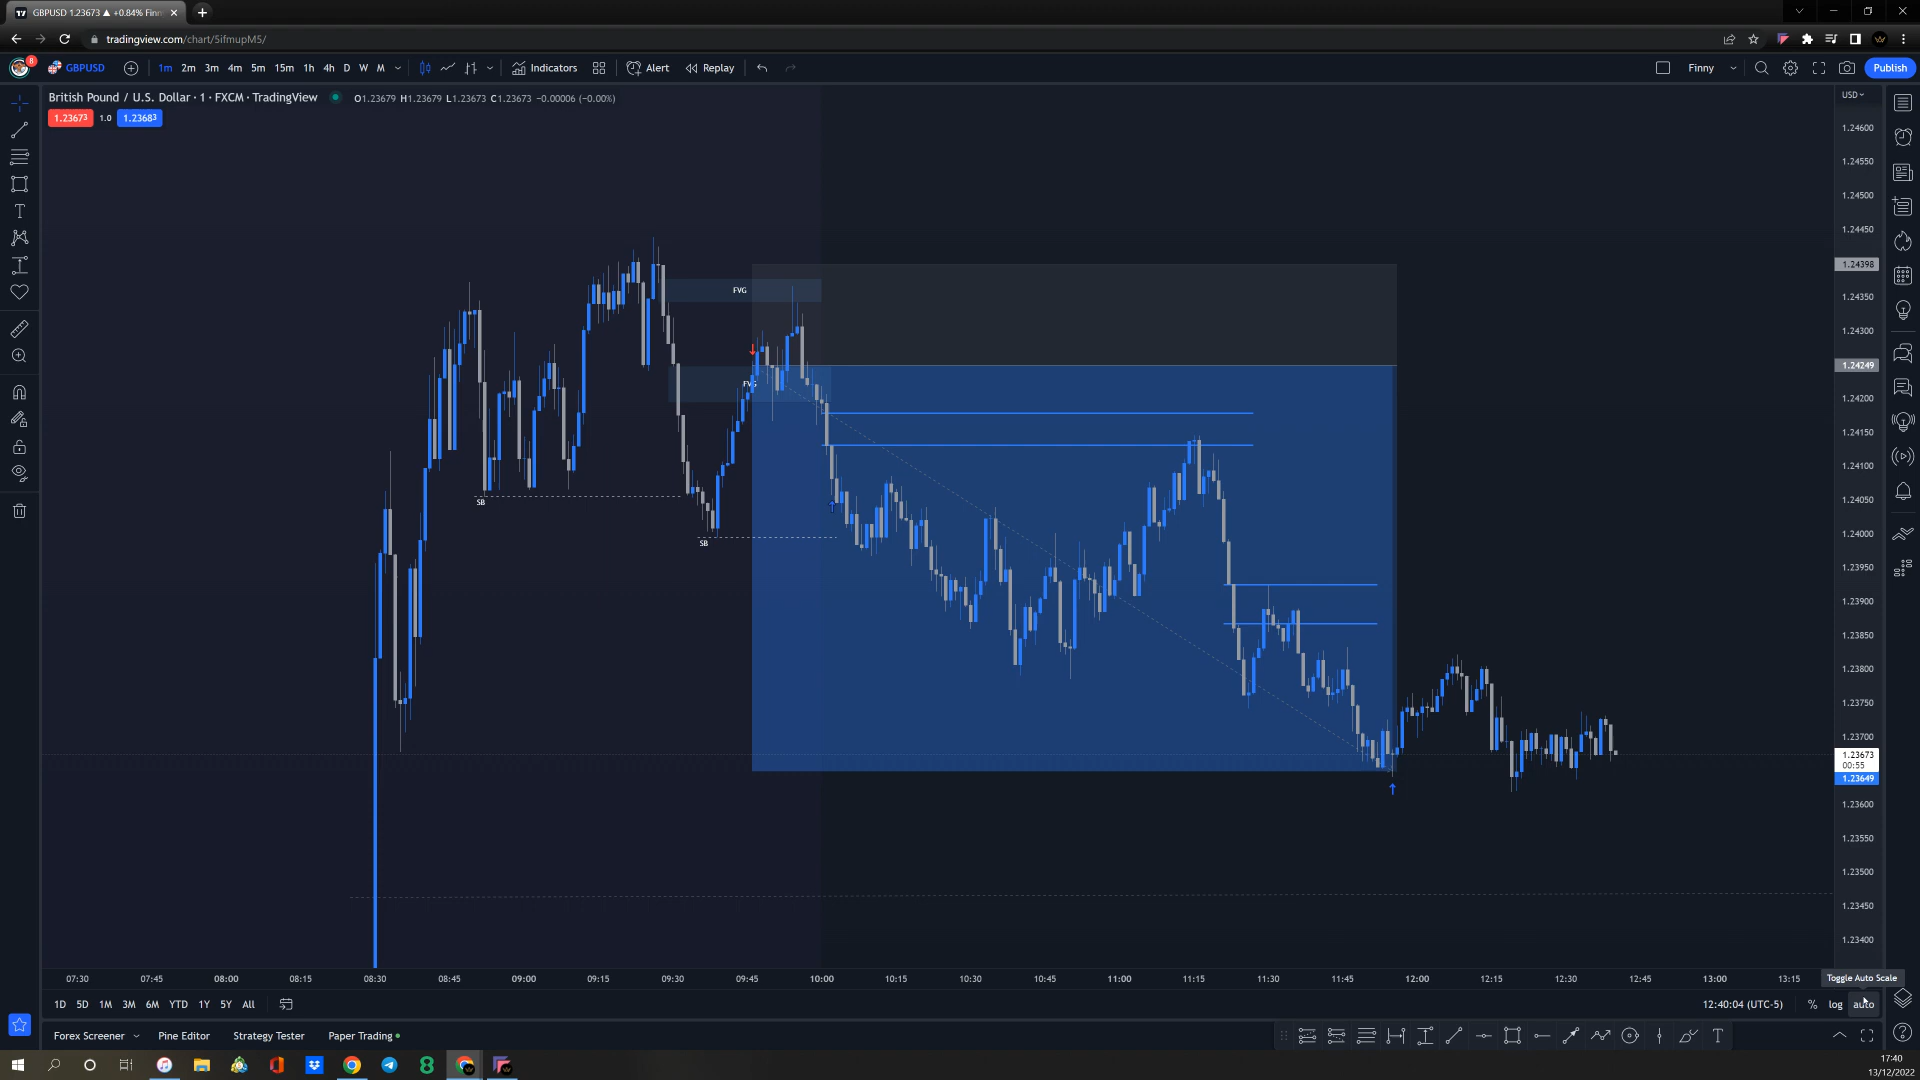 GBPUSD 1.23673 ▲ +0.84% Finn
tradingview.com/chart/5ifmupM5/
8
GBPUSD
1m 2m 3m 4m 5m 15m 1h 4h D W M
Indicators
Alert
Replay
Finny
Publish
British Pound / U.S. Dollar · 1 · FXCM · TradingView
O1.23679 H1.23679 L1.23673 C1.23673 −0.00006 (−0.00%)
1.23673 1.0 1.23683
USD
1.24600
1.24550
1.24500
1.24450
1.24398
1.24350
1.24300
1.24249
1.24200
1.24150
1.24100
1.24050
1.24000
1.23950
1.23900
1.23850
1.23800
1.23750
1.23700
1.23673
00:55
1.23649
1.23600
1.23550
1.23500
1.23450
1.23400
FVG
FVG
SB
SB
07:30 07:45 08:00 08:15 08:30 08:45 09:00 09:15 09:30 09:45 10:00 10:15 10:30 10:45 11:00 11:15 11:30 11:45 12:00 12:15 12:30 12:45 13:00 13:15
Toggle Auto Scale
1D 5D 1M 3M 6M YTD 1Y 5Y All
12:40:04 (UTC-5) % log auto
Forex Screener Pine Editor Strategy Tester Paper Trading
17:40
13/12/2022